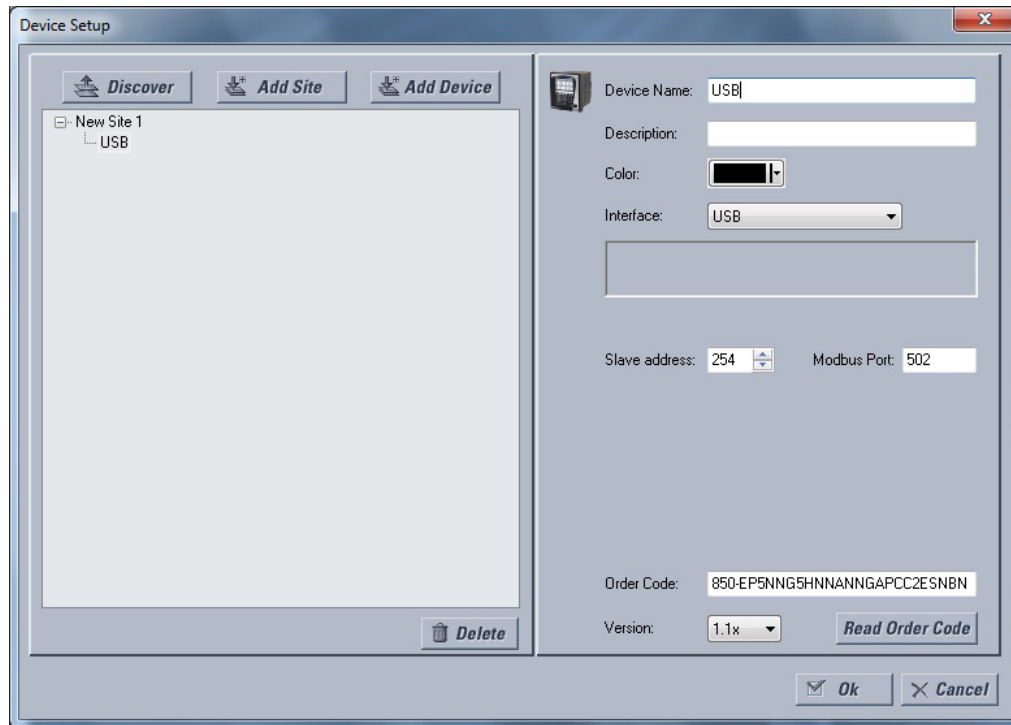 Device Setup
Discover
Add Site
Add Device
New Site 1
USB
Delete
Device Name: USB
Description:
Color:
Interface: USB
Slave address: 254 Modbus Port: 502
Order Code: 850-EP5NNG5HNNANNGAPCC2ESNBN
Version: 1.1x Read Order Code
Ok Cancel